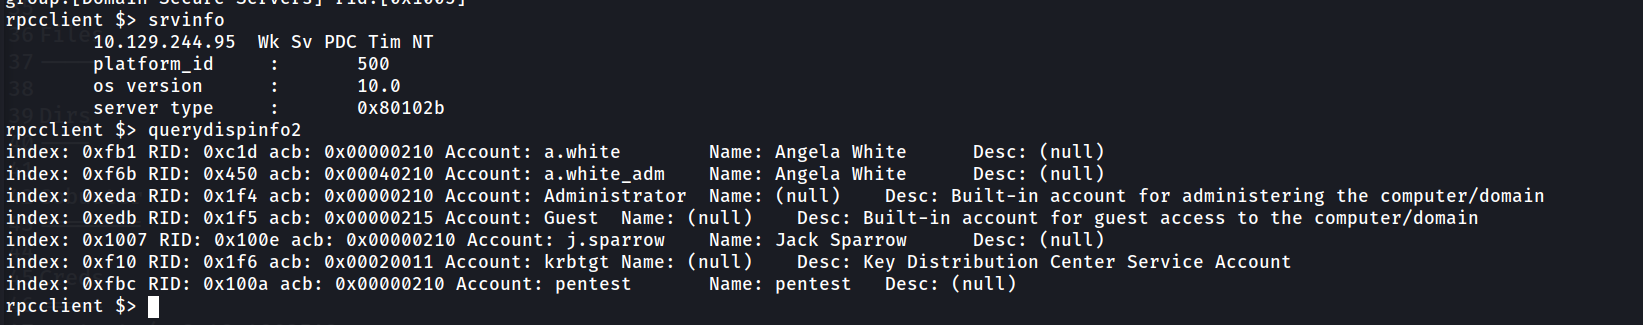 group:[Domain Secure Servers] rid:[0x1005]
rpcclient $> srvinfo
10.129.244.95 Wk Sv PDC Tim NT
platform_id : 500
os version : 10.0
server type : 0x80102b
rpcclient $> querydispinfo2
index: 0xfb1 RID: 0xc1d acb: 0x00000210 Account: a.white Name: Angela White Desc: (null)
index: 0xf6b RID: 0x450 acb: 0x00040210 Account: a.white_adm Name: Angela White Desc: (null)
index: 0xeda RID: 0x1f4 acb: 0x00000210 Account: Administrator Name: (null) Desc: Built-in account for administering the computer/domain
index: 0xedb RID: 0x1f5 acb: 0x00000215 Account: Guest Name: (null) Desc: Built-in account for guest access to the computer/domain
index: 0x1007 RID: 0x100e acb: 0x00000210 Account: j.sparrow Name: Jack Sparrow Desc: (null)
index: 0xf10 RID: 0x1f6 acb: 0x00020011 Account: krbtgt Name: (null) Desc: Key Distribution Center Service Account
index: 0xfbc RID: 0x100a acb: 0x00000210 Account: pentest Name: pentest Desc: (null)
rpcclient $>